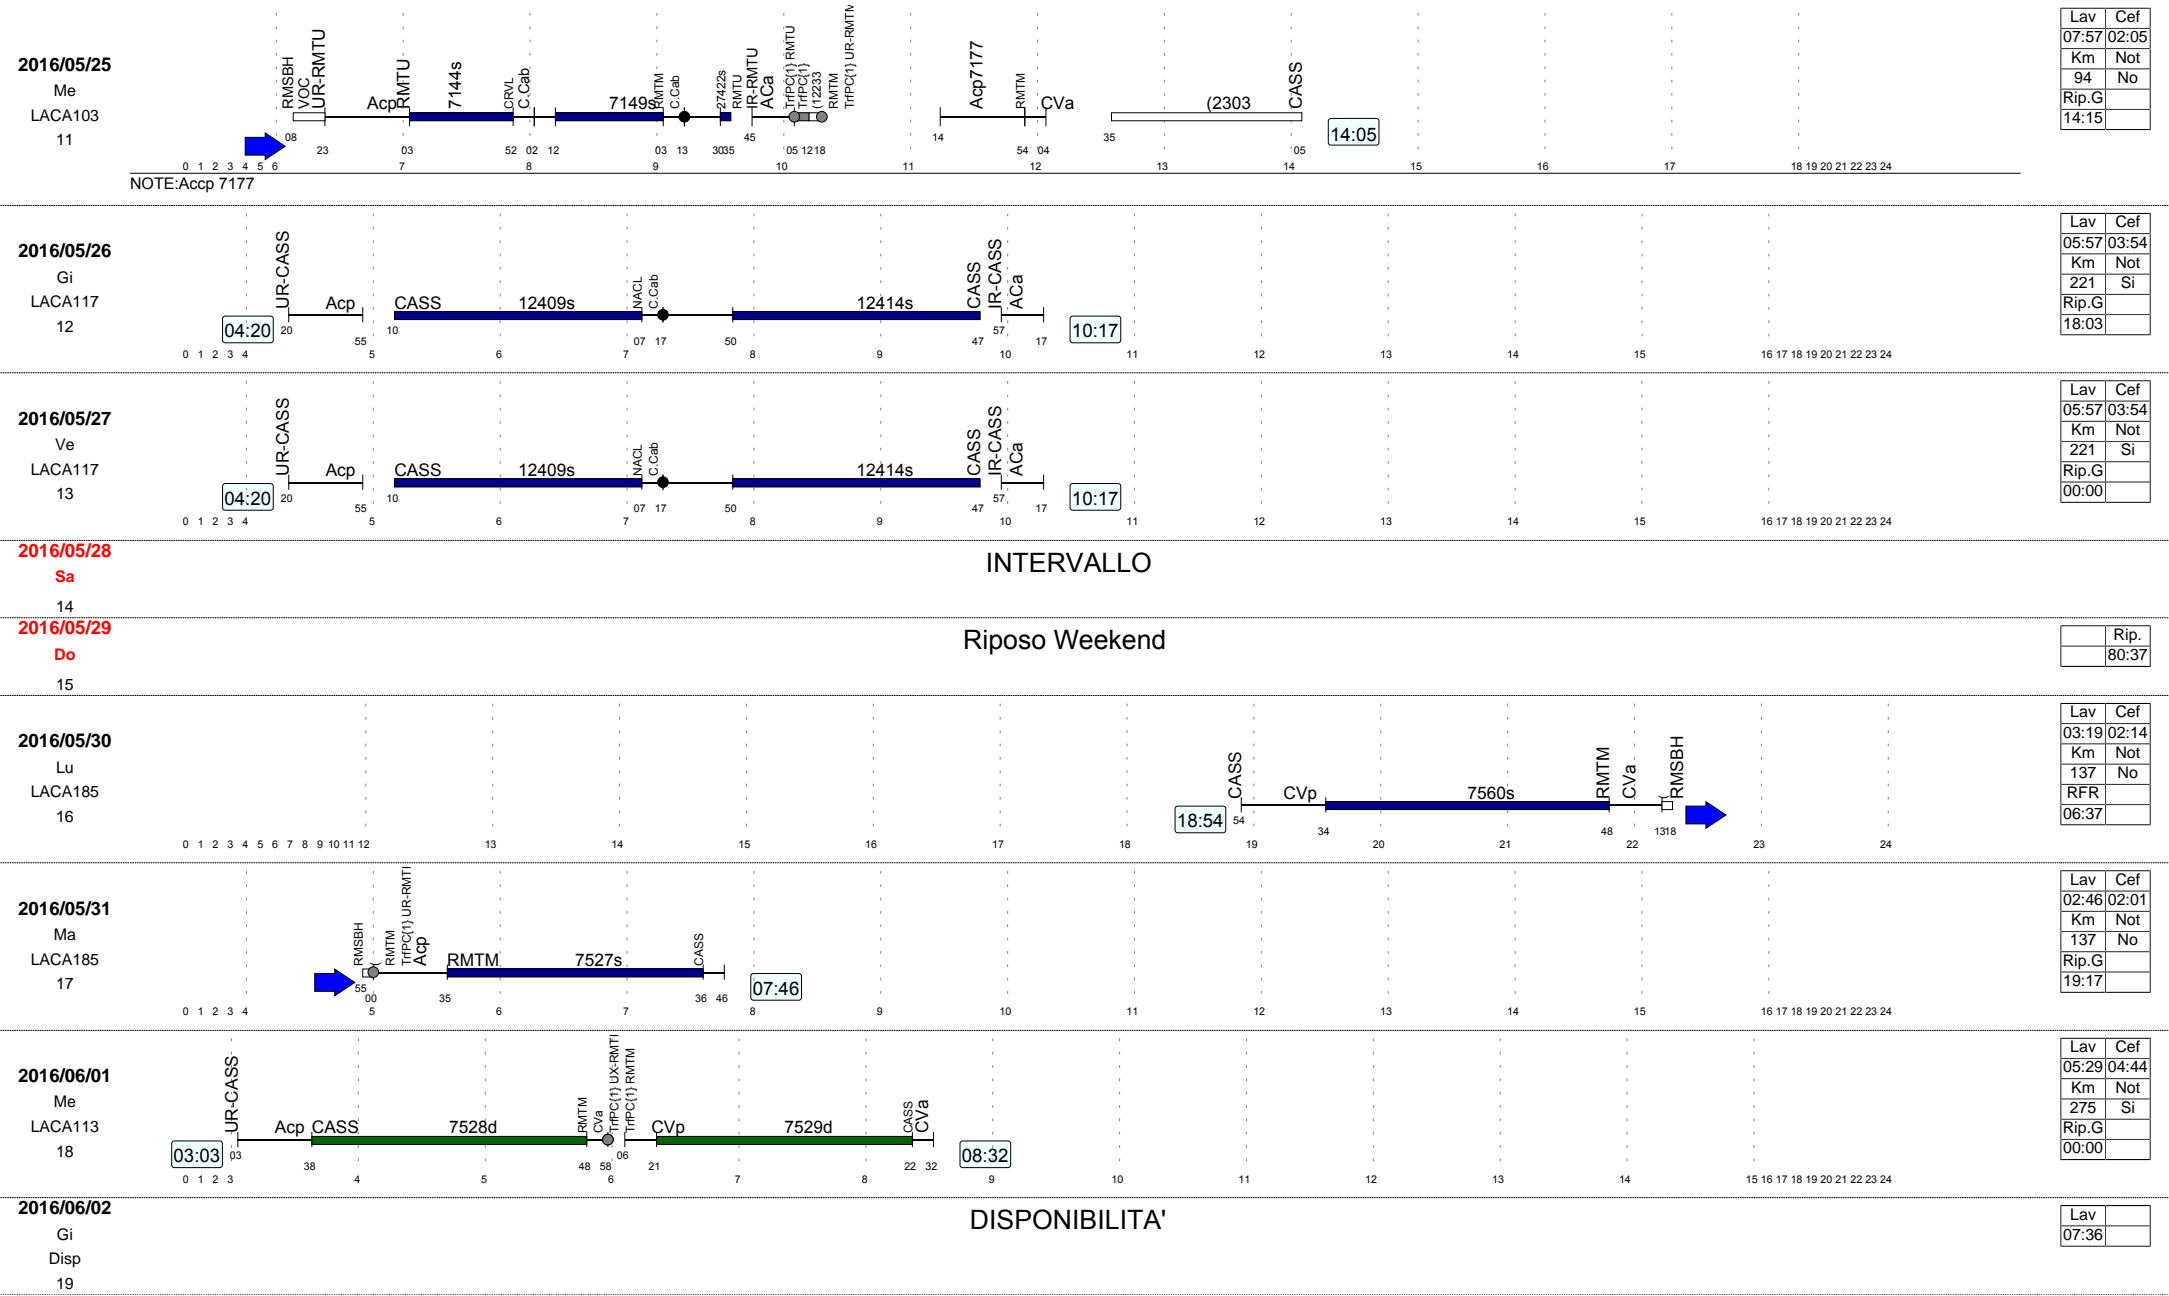 2016/05/25
Me
LACA103
11
RMSBH
VOC
UR-RMTU
Acp
RMTU
7144s
CRVL
C.Cab
7149s
RMTM
C.Cab
27422s
RMTU
IR-RMTU
ACa
TrfPC{1} RMTU
TrfPC{1}
(12233
RMTM
TrfPC{1} UR-RMTM
Acp7177
RMTM
CVa
(2303
CASS
14:05
08 23 03 52 02 12 03 13 30 35 45 05 12 18 14 54 04 35 05
0 1 2 3 4 5 6 7 8 9 10 11 12 13 14 15 16 17 18 19 20 21 22 23 24
NOTE:Accp 7177
Lav Cef
07:57 02:05
Km Not
94 No
Rip.G
14:15
2016/05/26
Gi
LACA117
12
04:20
UR-CASS
Acp
CASS
12409s
NACL
C.Cab
12414s
CASS
IR-CASS
ACa
10:17
20 55 10 07 17 50 47 57 17
0 1 2 3 4 5 6 7 8 9 10 11 12 13 14 15 16 17 18 19 20 21 22 23 24
Lav Cef
05:57 03:54
Km Not
221 Si
Rip.G
18:03
2016/05/27
Ve
LACA117
13
04:20
UR-CASS
Acp
CASS
12409s
NACL
C.Cab
12414s
CASS
IR-CASS
ACa
10:17
20 55 10 07 17 50 47 57 17
0 1 2 3 4 5 6 7 8 9 10 11 12 13 14 15 16 17 18 19 20 21 22 23 24
Lav Cef
05:57 03:54
Km Not
221 Si
Rip.G
00:00
2016/05/28
Sa
14
INTERVALLO
2016/05/29
Do
15
Riposo Weekend
Rip.
80:37
2016/05/30
Lu
LACA185
16
18:54
CASS
CVp
7560s
RMTM
CVa
(
RMSBH
54 34 48 13 18
0 1 2 3 4 5 6 7 8 9 10 11 12 13 14 15 16 17 18 19 20 21 22 23 24
Lav Cef
03:19 02:14
Km Not
137 No
RFR
06:37
2016/05/31
Ma
LACA185
17
RMSBH
(
RMTM
TrfPC{1} UR-RMTI
Acp
RMTM
7527s
CASS
07:46
55 00 35 36 46
0 1 2 3 4 5 6 7 8 9 10 11 12 13 14 15 16 17 18 19 20 21 22 23 24
Lav Cef
02:46 02:01
Km Not
137 No
Rip.G
19:17
2016/06/01
Me
LACA113
18
03:03
UR-CASS
Acp
CASS
7528d
RMTM
CVa
TrfPC{1} UX-RMTI
TrfPC{1} RMTM
CVp
7529d
CASS
CVa
08:32
03 38 48 58 06 21 22 32
0 1 2 3 4 5 6 7 8 9 10 11 12 13 14 15 16 17 18 19 20 21 22 23 24
Lav Cef
05:29 04:44
Km Not
275 Si
Rip.G
00:00
2016/06/02
Gi
Disp
19
DISPONIBILITA'
Lav
07:36